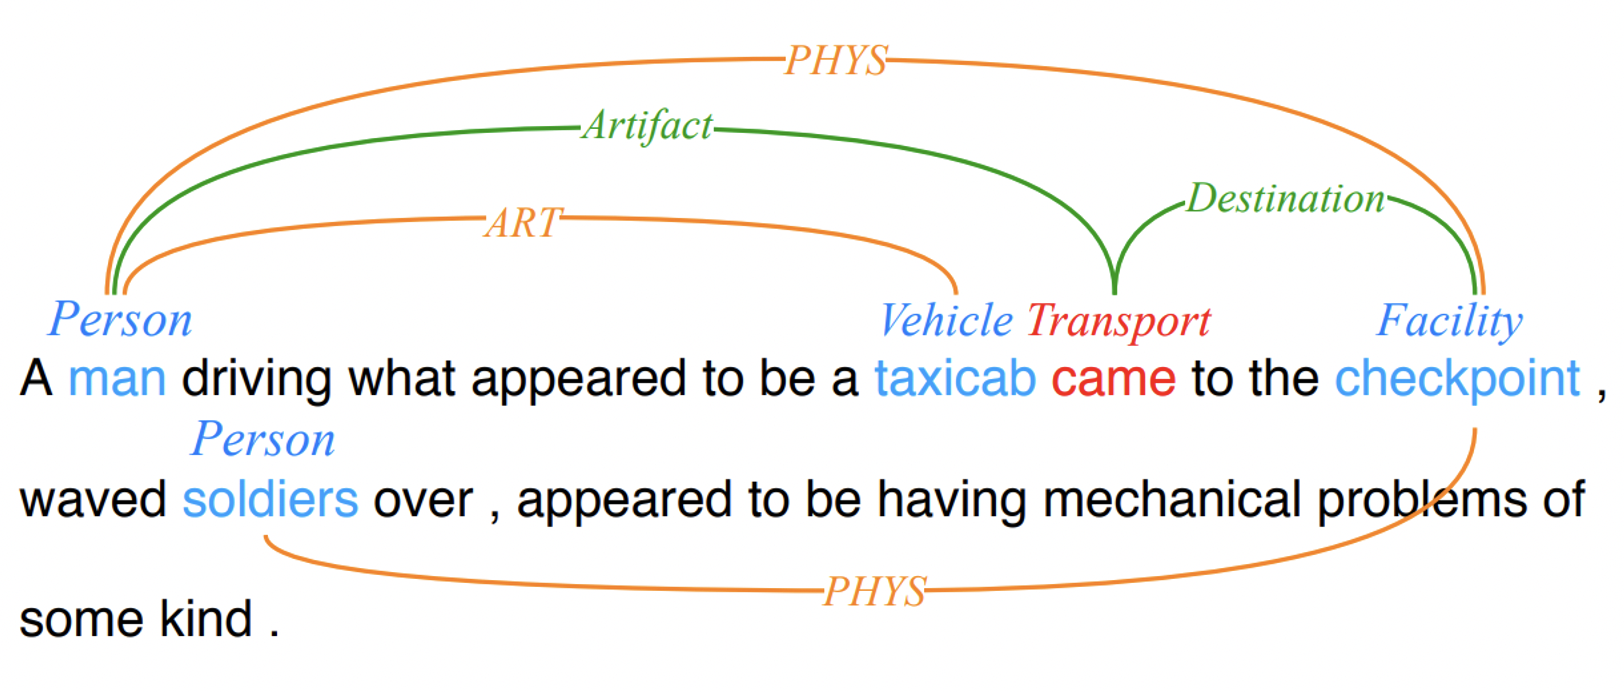 PHYS
Artifact
Destination
ART
Person Vehicle Transport Facility
A man driving what appeared to be a taxicab came to the checkpoint ,
Person
waved soldiers over , appeared to be having mechanical problems of
PHYS
some kind .